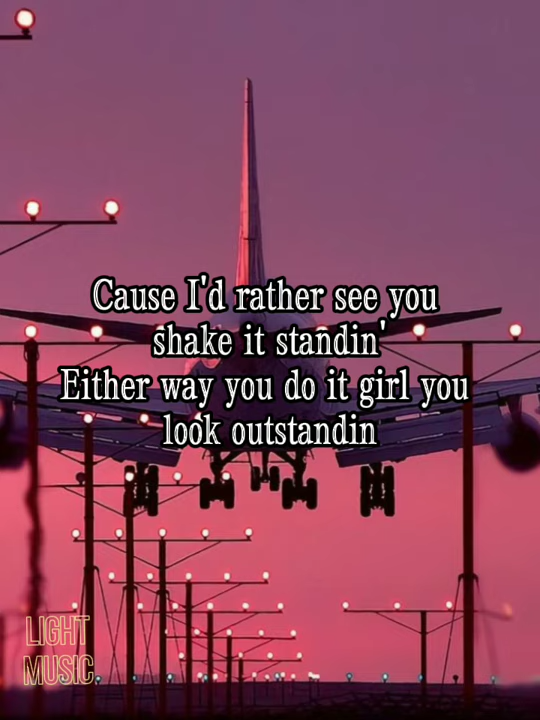 Cause I'd rather see you
shake it standin'
Either way you do it girl you
look outstandin
LIGHT
MUSIC